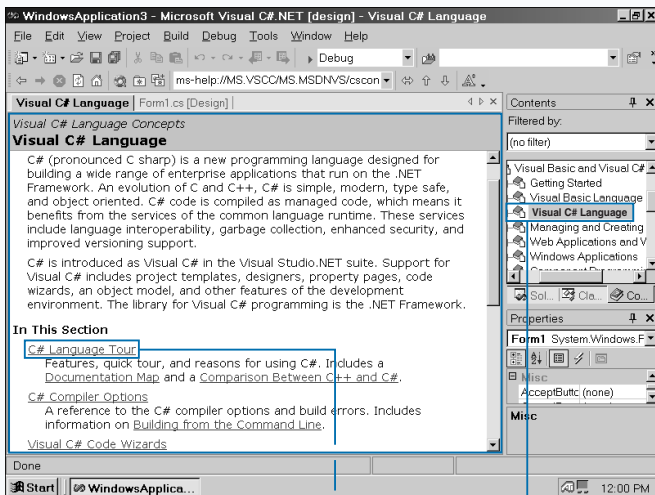 WindowsApplication3 - Microsoft Visual C#.NET [design] - Visual C# Language
File Edit View Project Build Debug Tools Window Help
Debug
ms-help://MS.VSCC/MS.MSDNVS/cscon
Visual C# Language Form1.cs [Design]
Visual C# Language Concepts
Visual C# Language
C# (pronounced C sharp) is a new programming language designed for
building a wide range of enterprise applications that run on the .NET
Framework. An evolution of C and C++, C# is simple, modern, type safe,
and object oriented. C# code is compiled as managed code, which means it
benefits from the services of the common language runtime. These services
include language interoperability, garbage collection, enhanced security, and
improved versioning support.
C# is introduced as Visual C# in the Visual Studio.NET suite. Support for
Visual C# includes project templates, designers, property pages, code
wizards, an object model, and other features of the development
environment. The library for Visual C# programming is the .NET Framework.
In This Section
C# Language Tour
Features, quick tour, and reasons for using C#. Includes a
Documentation Map and a Comparison Between C++ and C#.
C# Compiler Options
A reference to the C# compiler options and build errors. Includes
information on Building from the Command Line.
Visual C# Code Wizards
Contents
Filtered by:
(no filter)
Visual Basic and Visual C#
Getting Started
Visual Basic Language
Visual C# Language
Managing and Creating
Web Applications and V
Windows Applications
Sol... Cla... Co...
Properties
Form1 System.Windows.F
Misc
AcceptButtc (none)
Misc
Done
Start WindowsApplica... 12:00 PM